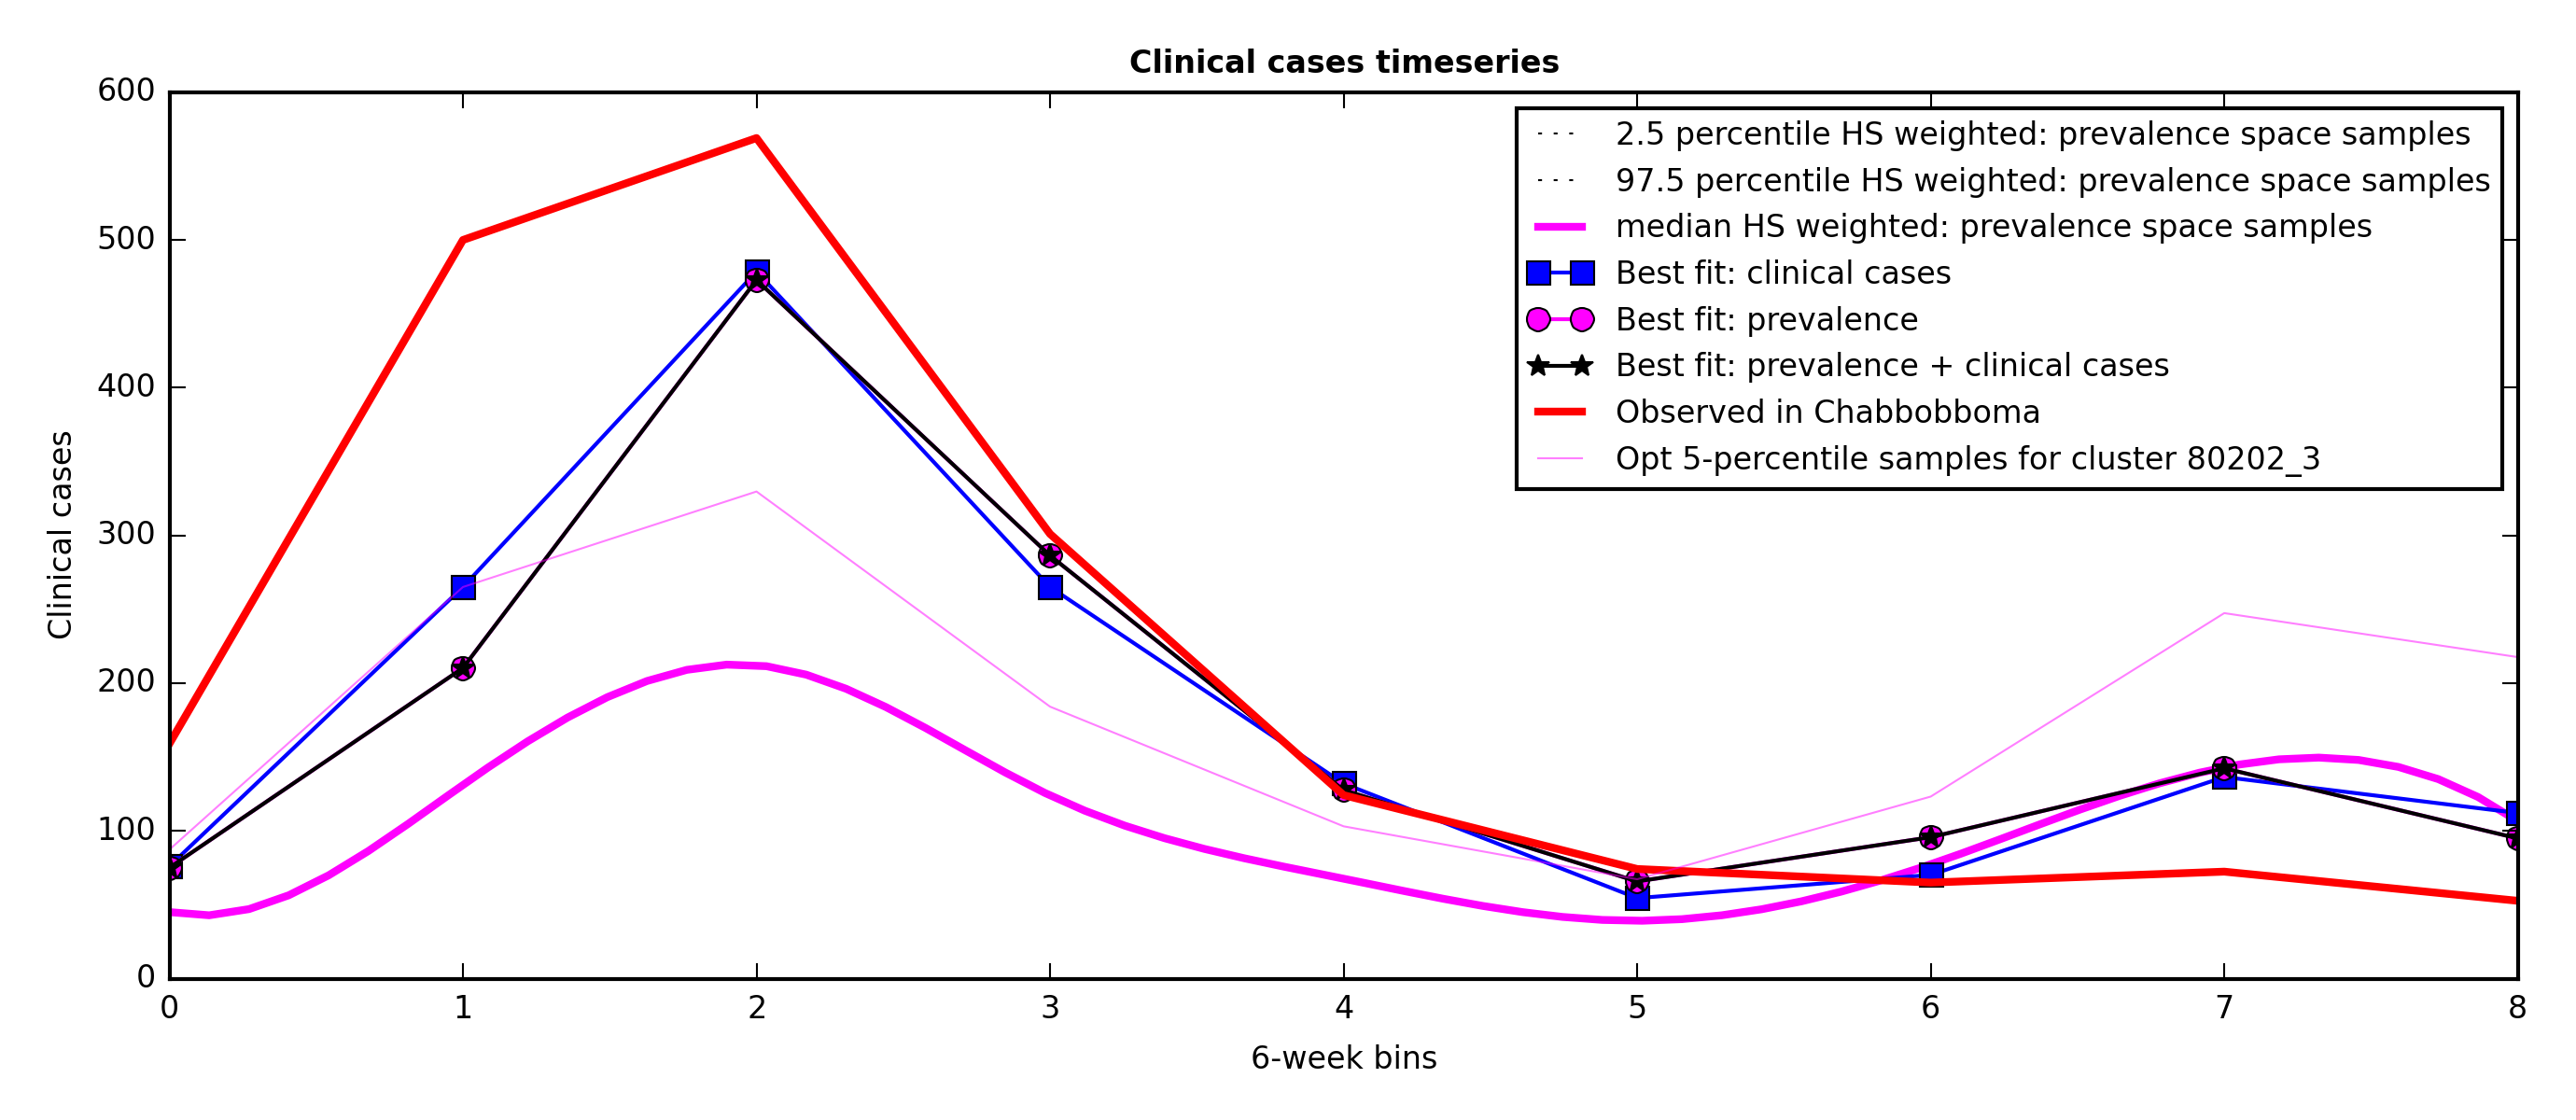 Clinical cases timeseries
600
500
400
300
200
100
0
Clinical cases
0 1 2 3 4 5 6 7 8
6-week bins
2.5 percentile HS weighted: prevalence space samples
97.5 percentile HS weighted: prevalence space samples
median HS weighted: prevalence space samples
Best fit: clinical cases
Best fit: prevalence
Best fit: prevalence + clinical cases
Observed in Chabbobboma
Opt 5-percentile samples for cluster 80202_3